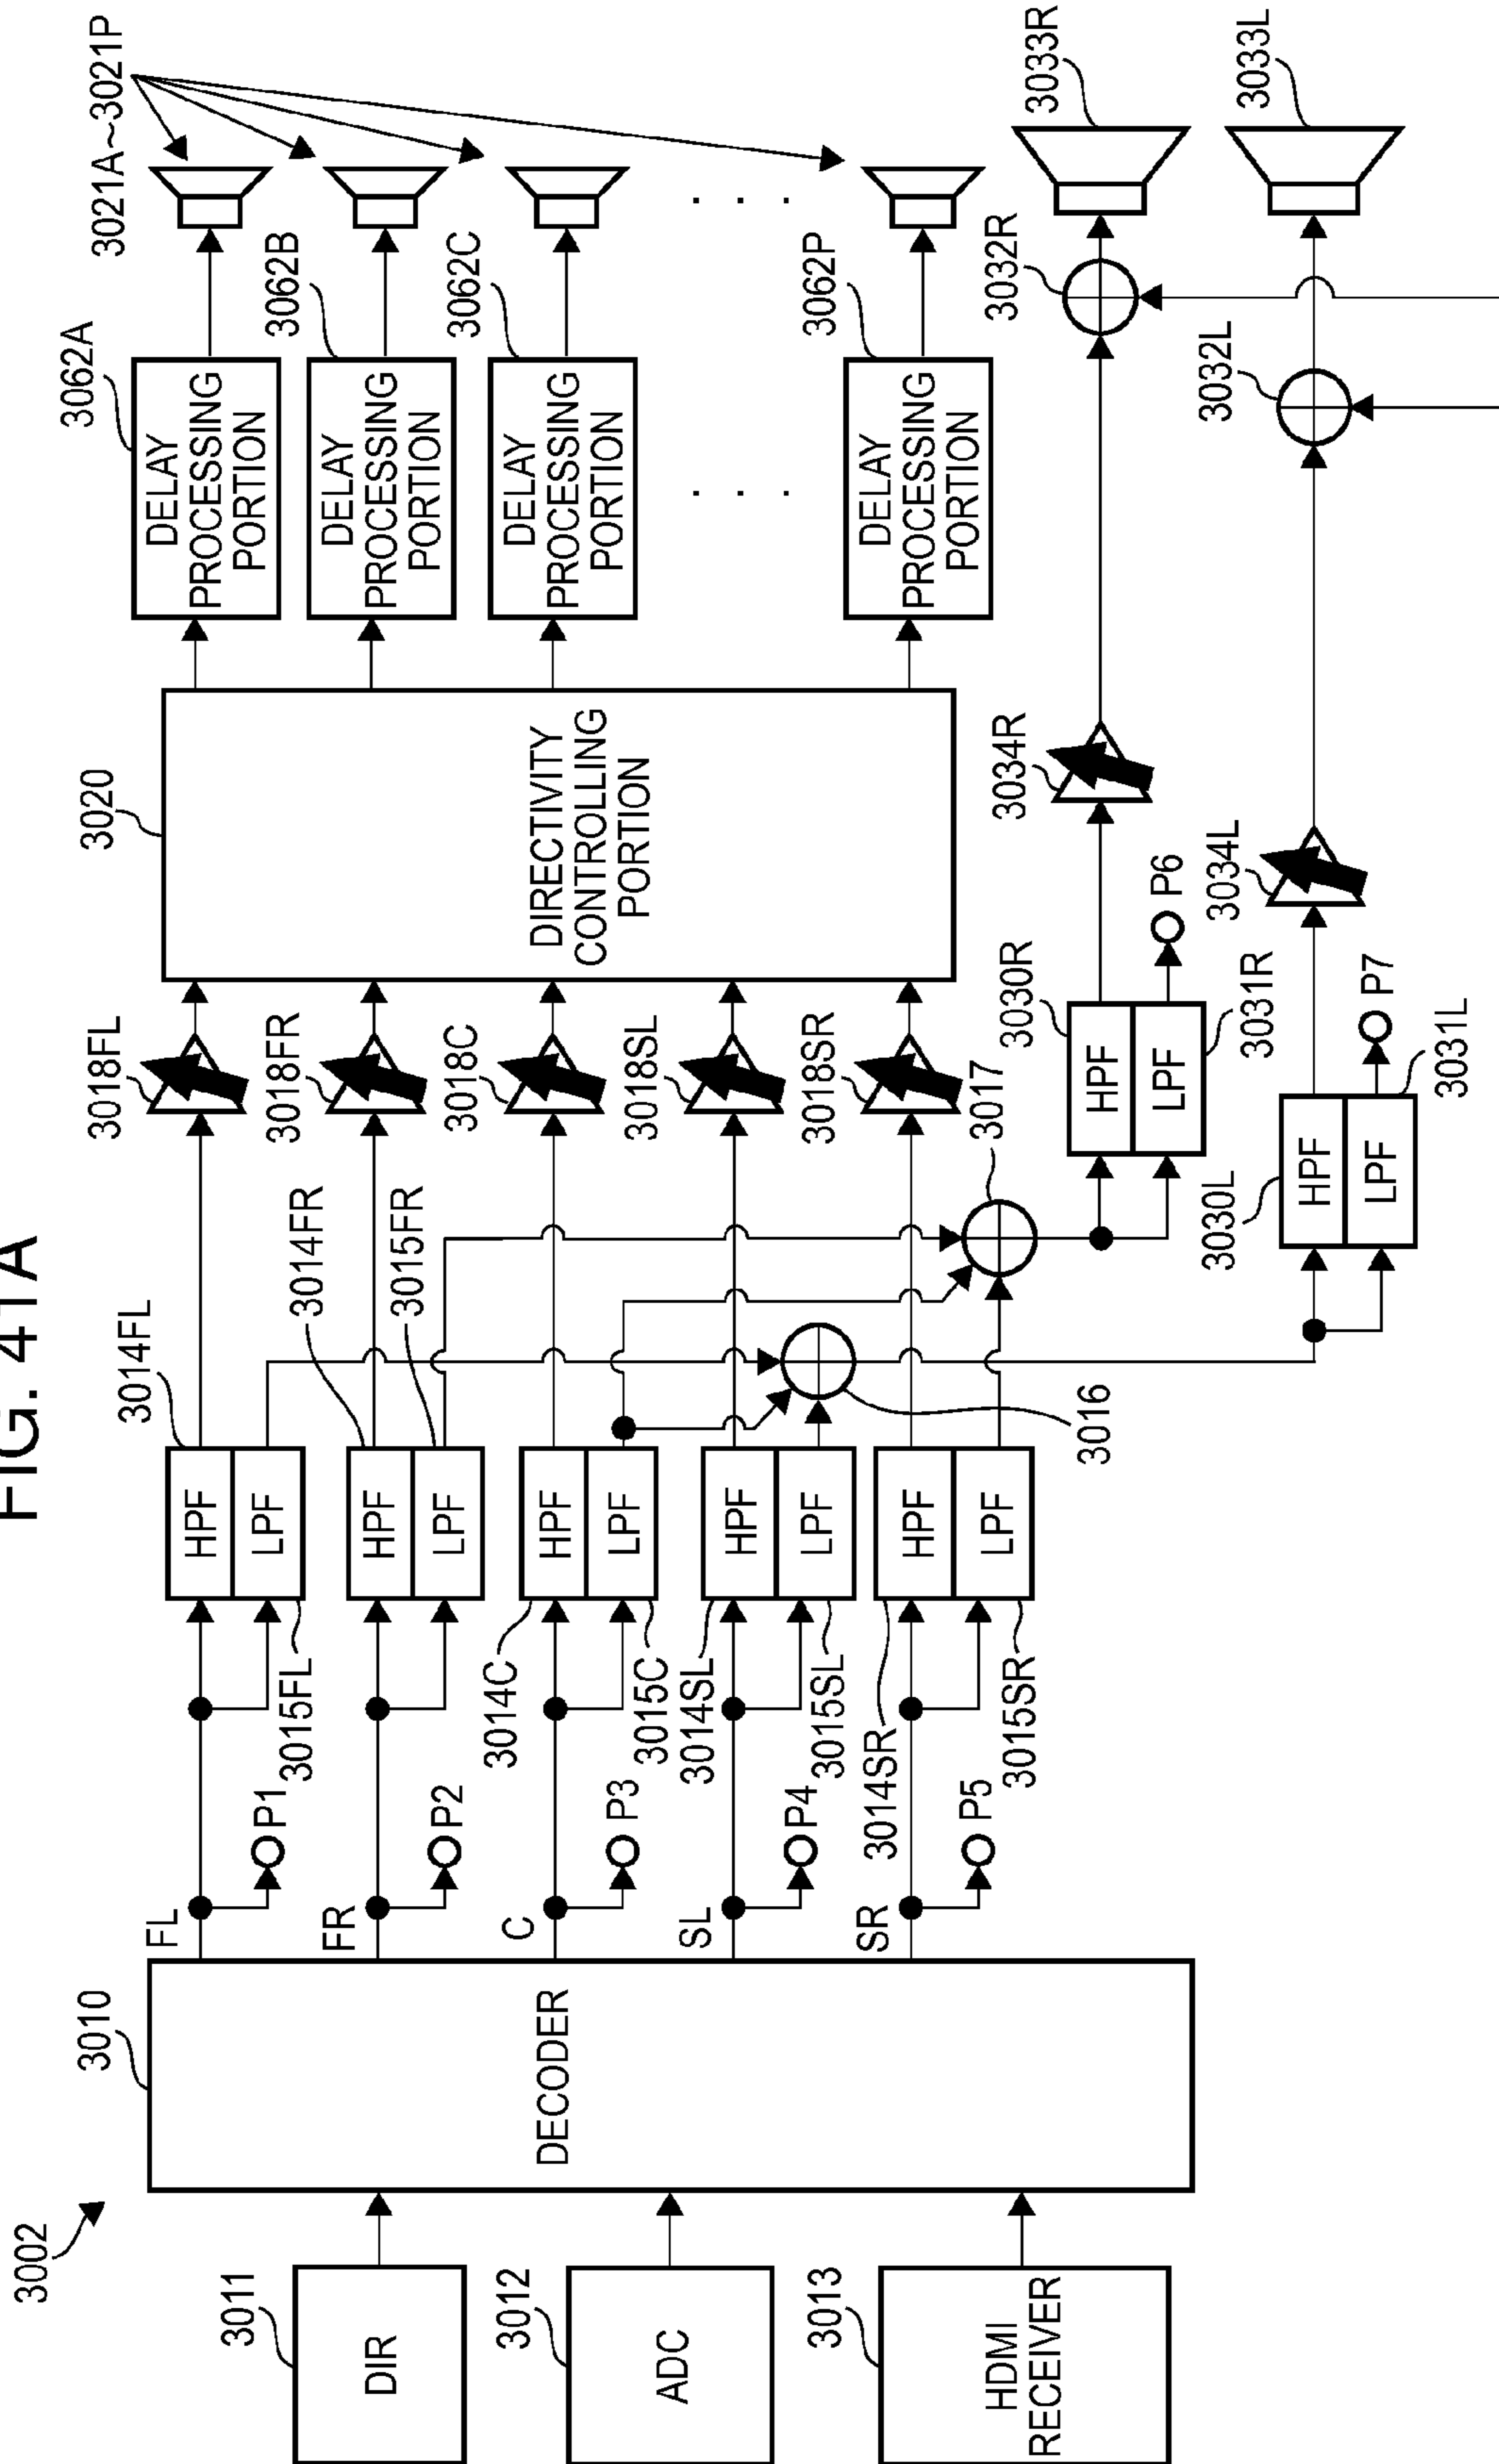 FIG. 41A
3002
3011
DIR
3012
ADC
3013
HDMI
RECEIVER
3010
DECODER
FL
FR
C
SL
SR
P1
P2
P3
P4
P5
3014FL
HPF
LPF
3015FL
3014FR
HPF
LPF
3015FR
3014C
HPF
LPF
3015C
3014SL
HPF
LPF
3015SL
3014SR
HPF
LPF
3015SR
3016
3017
3018FL
3018FR
3018C
3018SL
3018SR
3020
DIRECTIVITY
CONTROLLING
PORTION
3062A
DELAY
PROCESSING
PORTION
3062B
DELAY
PROCESSING
PORTION
3062C
DELAY
PROCESSING
PORTION
. . .
3062P
DELAY
PROCESSING
PORTION
3021A~3021P
. . .
3030R
HPF
LPF
3031R
P6
3034R
3032R
3033R
3030L
HPF
LPF
3031L
P7
3034L
3032L
3033L